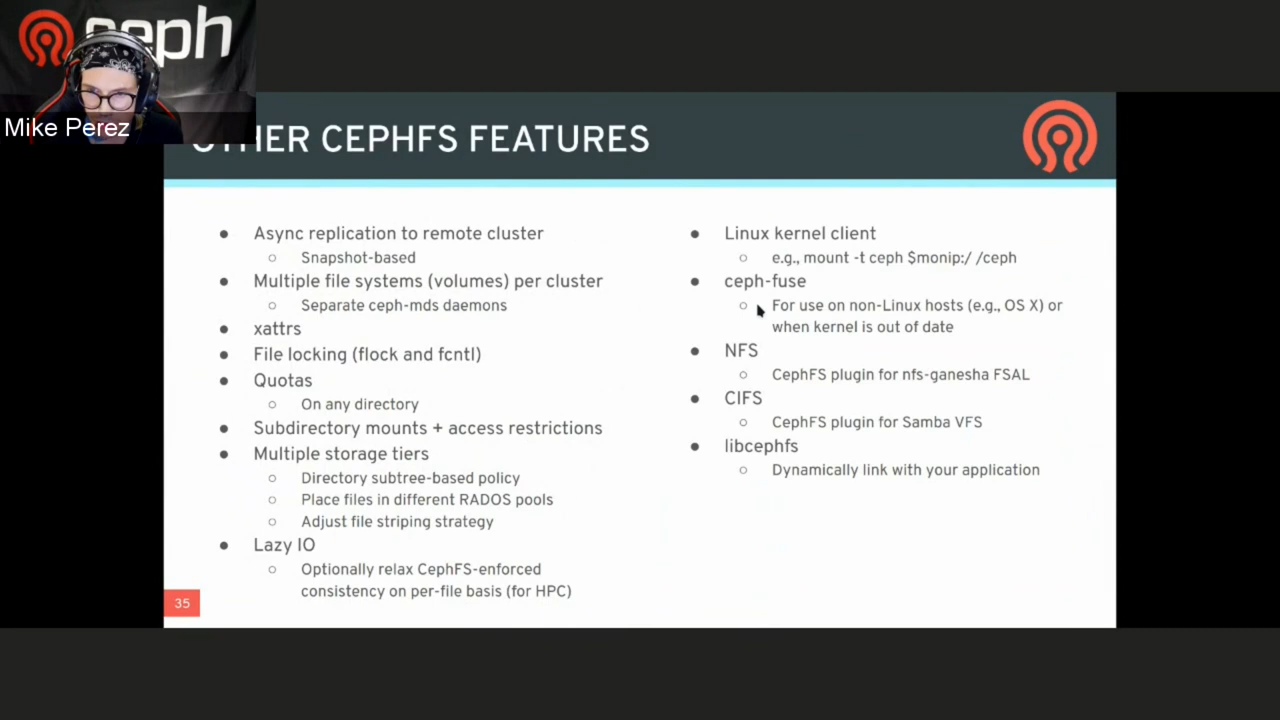 ceph
Mike Perez
OTHER CEPHFS FEATURES
● Async replication to remote cluster
○ Snapshot-based
● Multiple file systems (volumes) per cluster
○ Separate ceph-mds daemons
● xattrs
● File locking (flock and fcntl)
● Quotas
○ On any directory
● Subdirectory mounts + access restrictions
● Multiple storage tiers
○ Directory subtree-based policy
○ Place files in different RADOS pools
○ Adjust file striping strategy
● Lazy IO
○ Optionally relax CephFS-enforced
consistency on per-file basis (for HPC)
● Linux kernel client
○ e.g., mount -t ceph $monip:/ /ceph
● ceph-fuse
○ For use on non-Linux hosts (e.g., OS X) or
when kernel is out of date
● NFS
○ CephFS plugin for nfs-ganesha FSAL
● CIFS
○ CephFS plugin for Samba VFS
● libcephfs
○ Dynamically link with your application
35